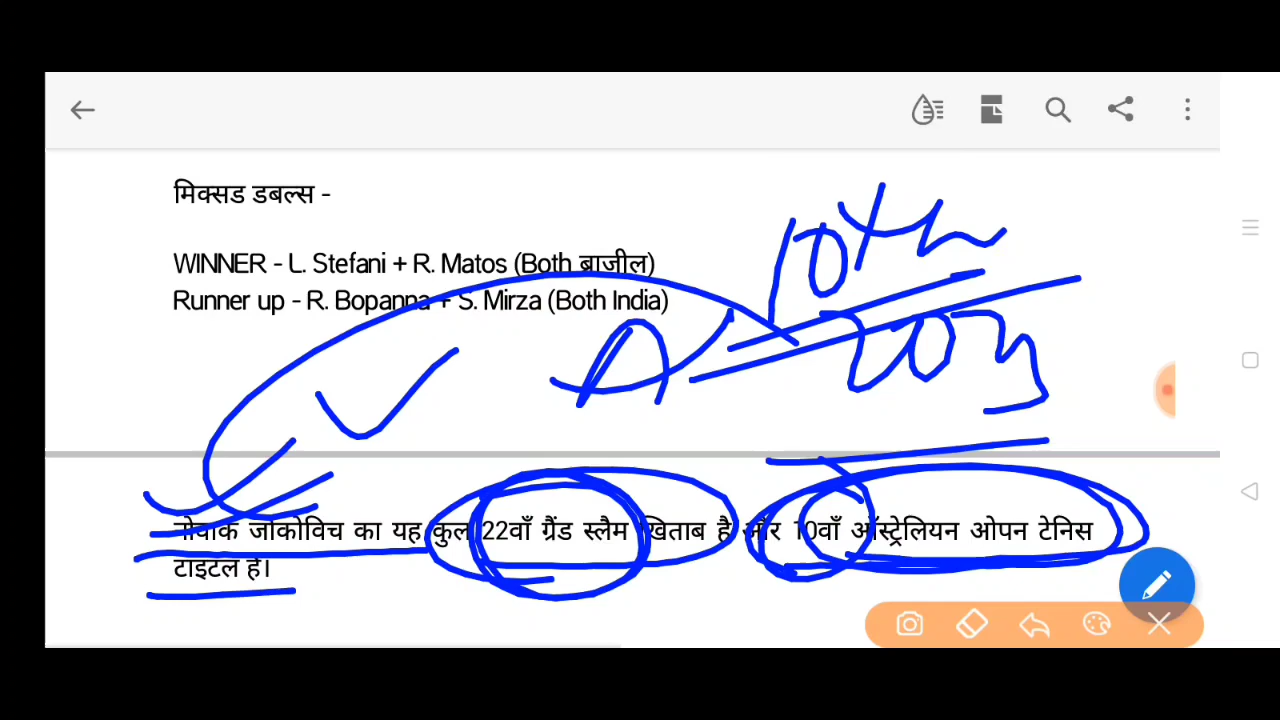 मिक्सड डबल्स -
10th
WINNER - L. Stefani + R. Matos (Both बाजील)
Runner up - R. Bopanna + S. Mirza (Both India)
2023
नोवाक जोकोविच का यह कुल 22वाँ ग्रैंड स्लैम खिताब है और 10वाँ ऑस्ट्रेलियन ओपन टेनिस
टाइटल है।